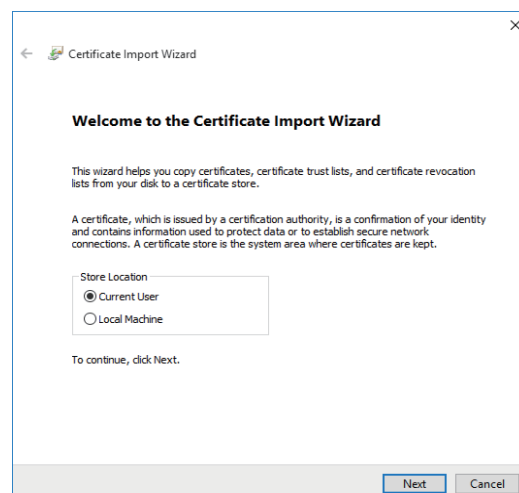 Certificate Import Wizard
Welcome to the Certificate Import Wizard
This wizard helps you copy certificates, certificate trust lists, and certificate revocation
lists from your disk to a certificate store.
A certificate, which is issued by a certification authority, is a confirmation of your identity
and contains information used to protect data or to establish secure network
connections. A certificate store is the system area where certificates are kept.
Store Location
Current User
Local Machine
To continue, click Next.
Next Cancel